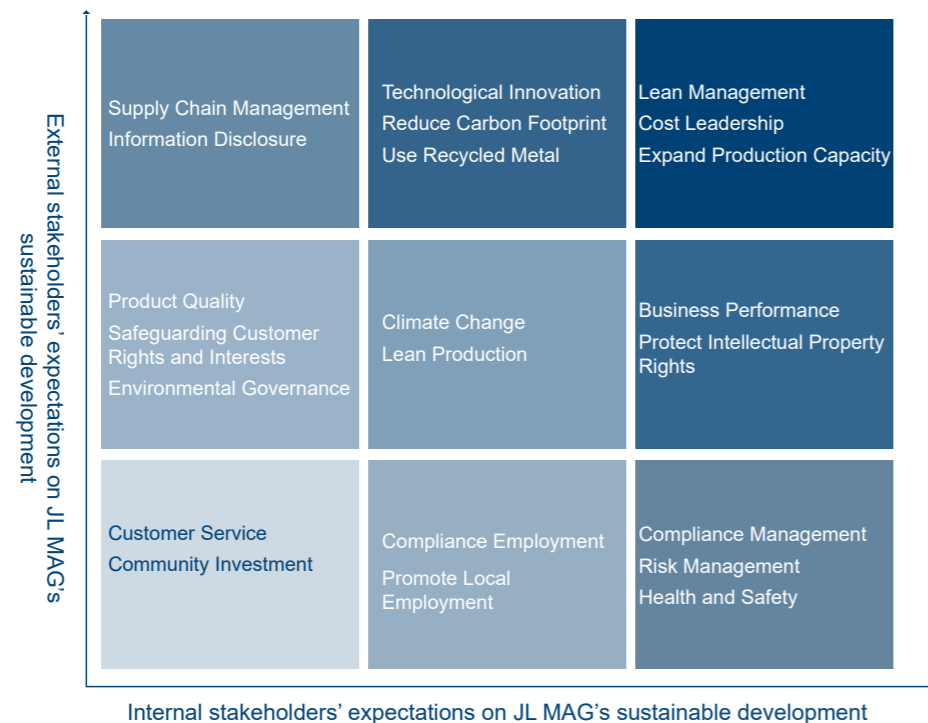 External stakeholders’ expectations on JL MAG’s
sustainable development
Supply Chain Management
Information Disclosure
Technological Innovation
Reduce Carbon Footprint
Use Recycled Metal
Lean Management
Cost Leadership
Expand Production Capacity
Product Quality
Safeguarding Customer
Rights and Interests
Environmental Governance
Climate Change
Lean Production
Business Performance
Protect Intellectual Property
Rights
Customer Service
Community Investment
Compliance Employment
Promote Local
Employment
Compliance Management
Risk Management
Health and Safety
Internal stakeholders’ expectations on JL MAG’s sustainable development